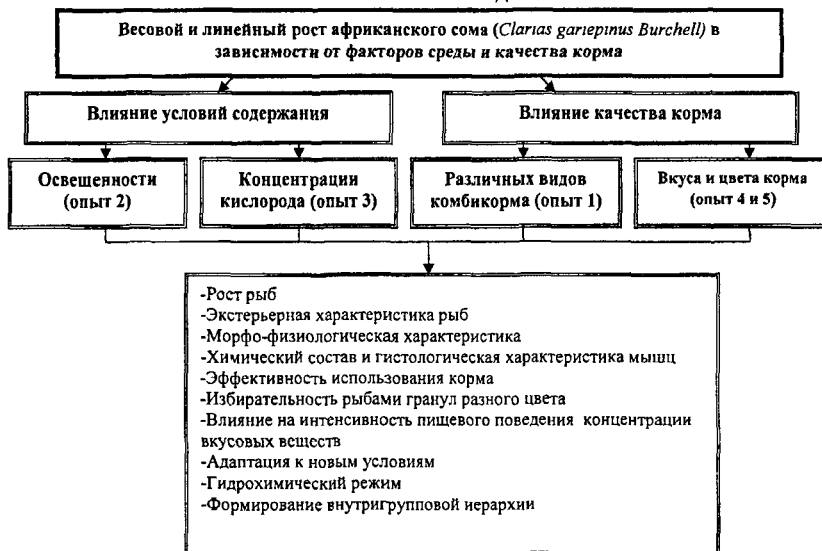 Весовой и линейный рост африканского сома (Clarias gariepinus Burchell) в
зависимости от факторов среды и качества корма
Влияние условий содержания
Влияние качества корма
Освещенности
(опыт 2)
Концентрации
кислорода (опыт 3)
Различных видов
комбикорма (опыт 1)
Вкуса и цвета корма
(опыт 4 и 5)
-Рост рыб
-Экстерьерная характеристика рыб
-Морфо-физиологическая характеристика
-Химический состав и гистологическая характеристика мышц
-Эффективность использования корма
-Избирательность рыбами гранул разного цвета
-Влияние на интенсивность пищевого поведения концентрации
вкусовых веществ
-Адаптация к новым условиям
-Гидрохимический режим
-Формирование внутригрупповой иерархии